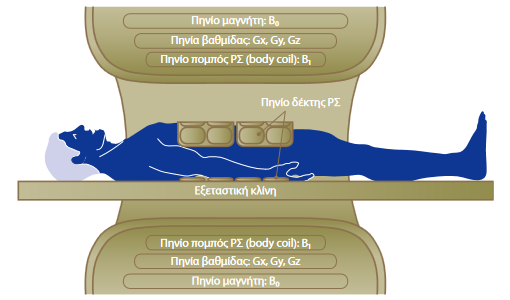 Πηνίο μαγνήτη: B₀
Πηνία βαθμίδας: Gx, Gy, Gz
Πηνίο πομπός ΡΣ (body coil): B₁
Πηνίο δέκτης ΡΣ
Εξεταστική κλίνη
Πηνίο πομπός ΡΣ (body coil): B₁
Πηνία βαθμίδας: Gx, Gy, Gz
Πηνίο μαγνήτη: B₀